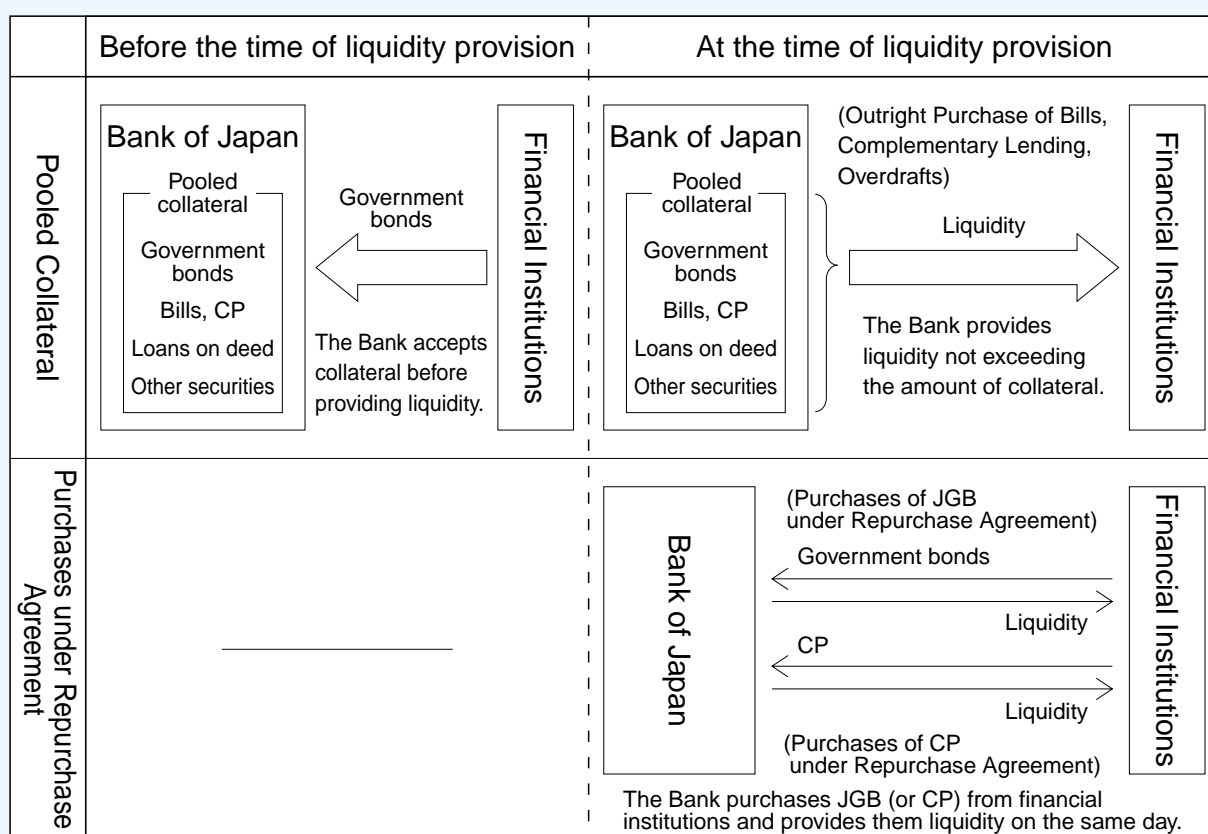 Before the time of liquidity provision
At the time of liquidity provision
Pooled Collateral
Bank of Japan
Pooled
collateral
Government
bonds
Bills, CP
Loans on deed
Other securities
Government
bonds
The Bank accepts
collateral before
providing liquidity.
Financial Institutions
Bank of Japan
Pooled
collateral
Government
bonds
Bills, CP
Loans on deed
Other securities
(Outright Purchase of Bills,
Complementary Lending,
Overdrafts)
Liquidity
The Bank provides
liquidity not exceeding
the amount of collateral.
Financial Institutions
Purchases under Repurchase
Agreement
Bank of Japan
(Purchases of JGB
under Repurchase Agreement)
Government bonds
Liquidity
CP
Liquidity
(Purchases of CP
under Repurchase Agreement)
Financial Institutions
The Bank purchases JGB (or CP) from financial
institutions and provides them liquidity on the same day.